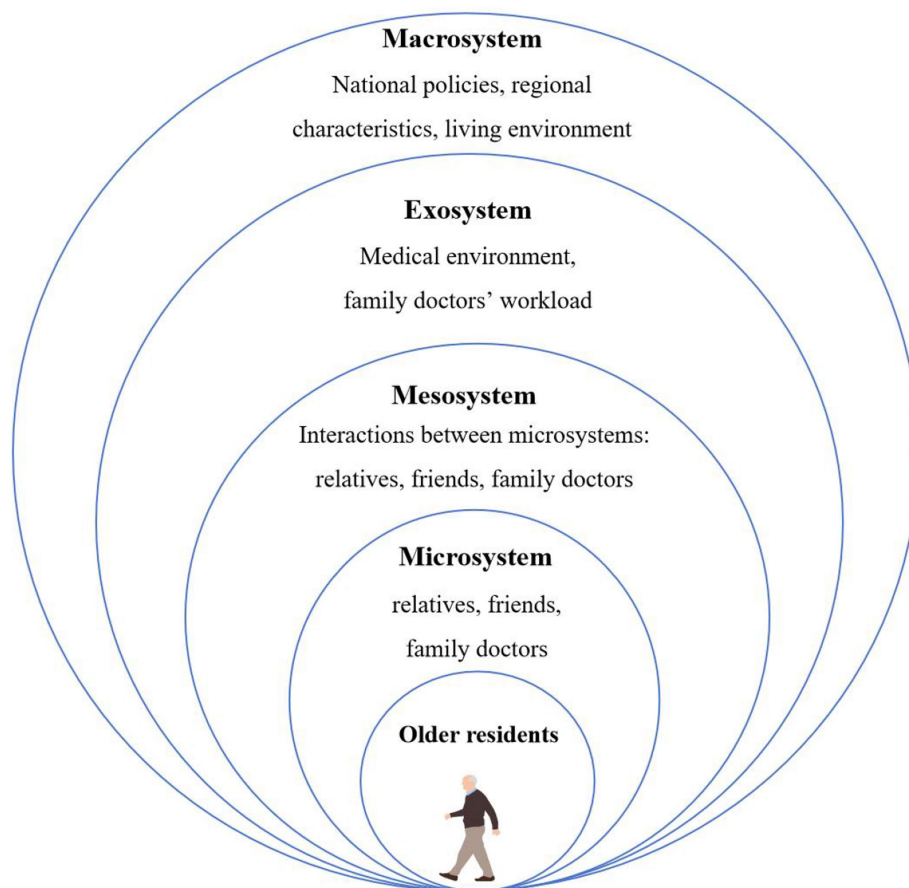 Macrosystem
National policies, regional
characteristics, living environment
Exosystem
Medical environment,
family doctors’ workload
Mesosystem
Interactions between microsystems:
relatives, friends, family doctors
Microsystem
relatives, friends,
family doctors
Older residents